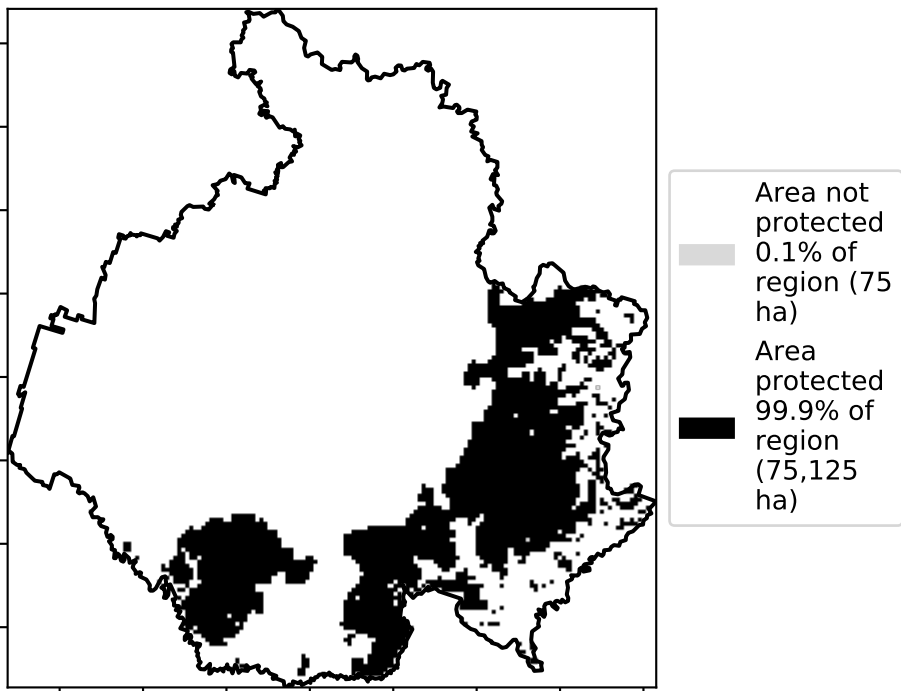 Area not
protected
0.1% of
region (75
ha)
Area
protected
99.9% of
region
(75,125
ha)